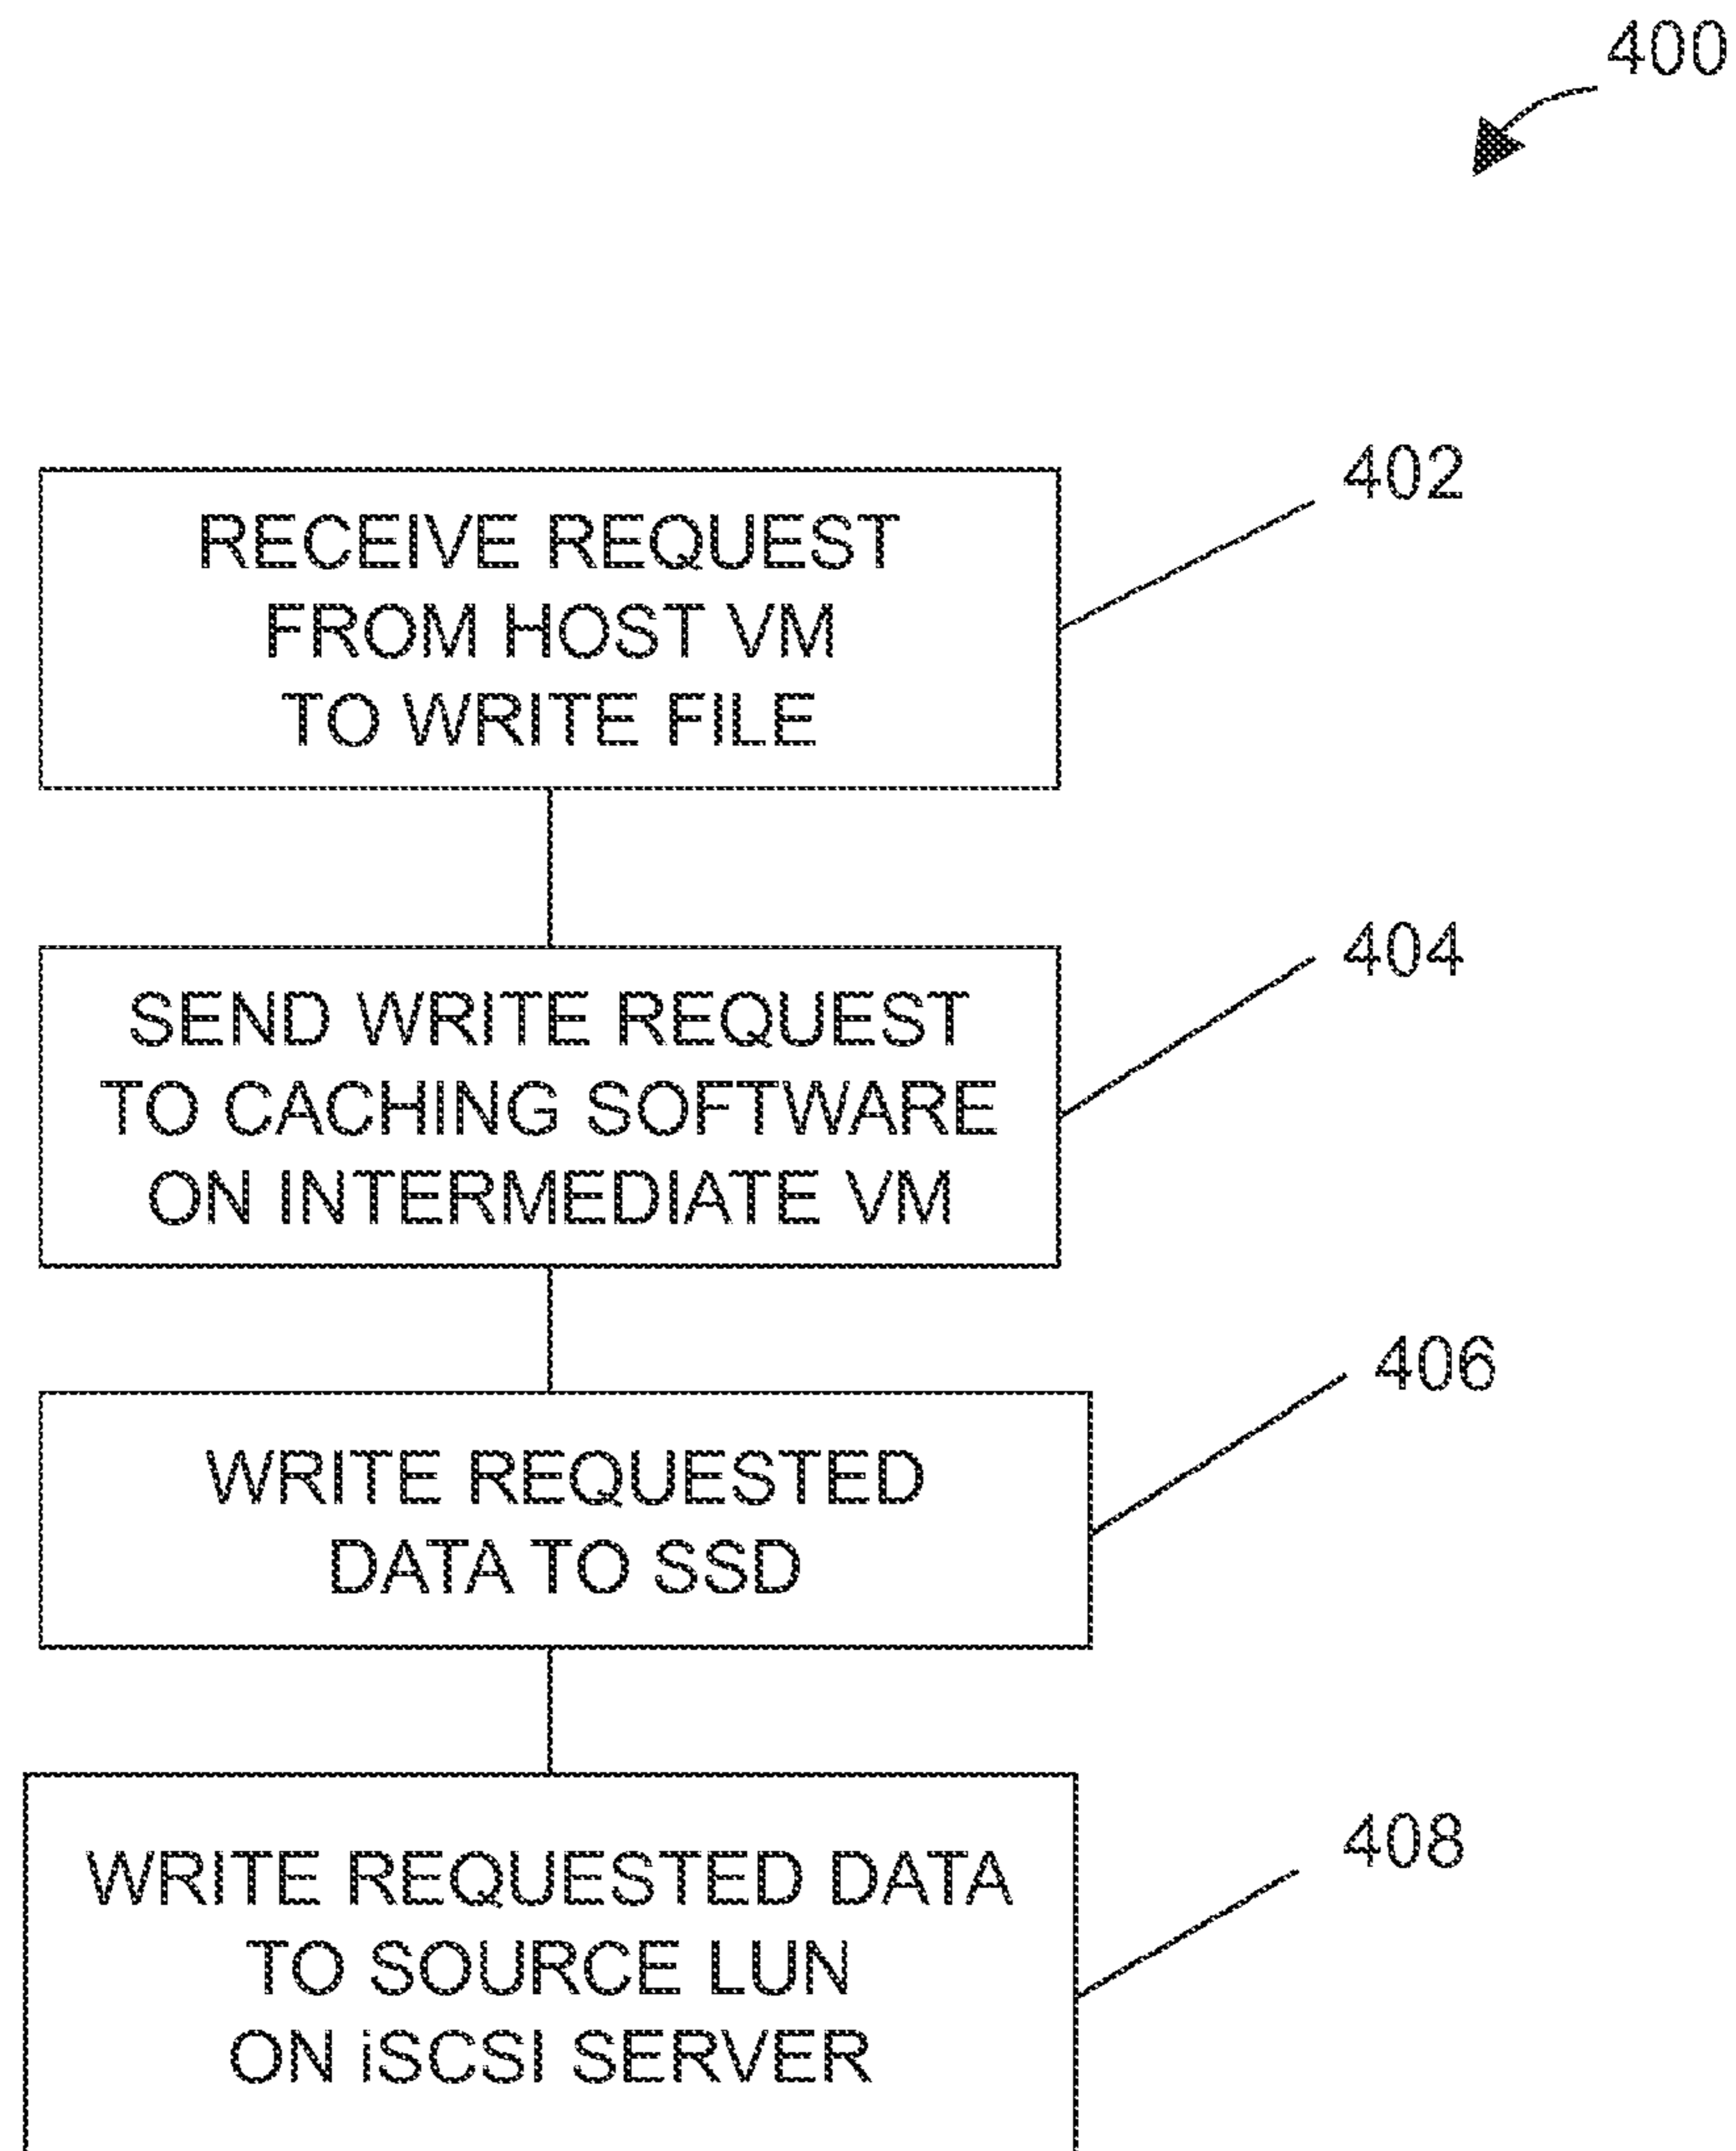 400
RECEIVE REQUEST
FROM HOST VM
TO WRITE FILE
402
SEND WRITE REQUEST
TO CACHING SOFTWARE
ON INTERMEDIATE VM
404
WRITE REQUESTED
DATA TO SSD
406
WRITE REQUESTED DATA
TO SOURCE LUN
ON iSCSI SERVER
408